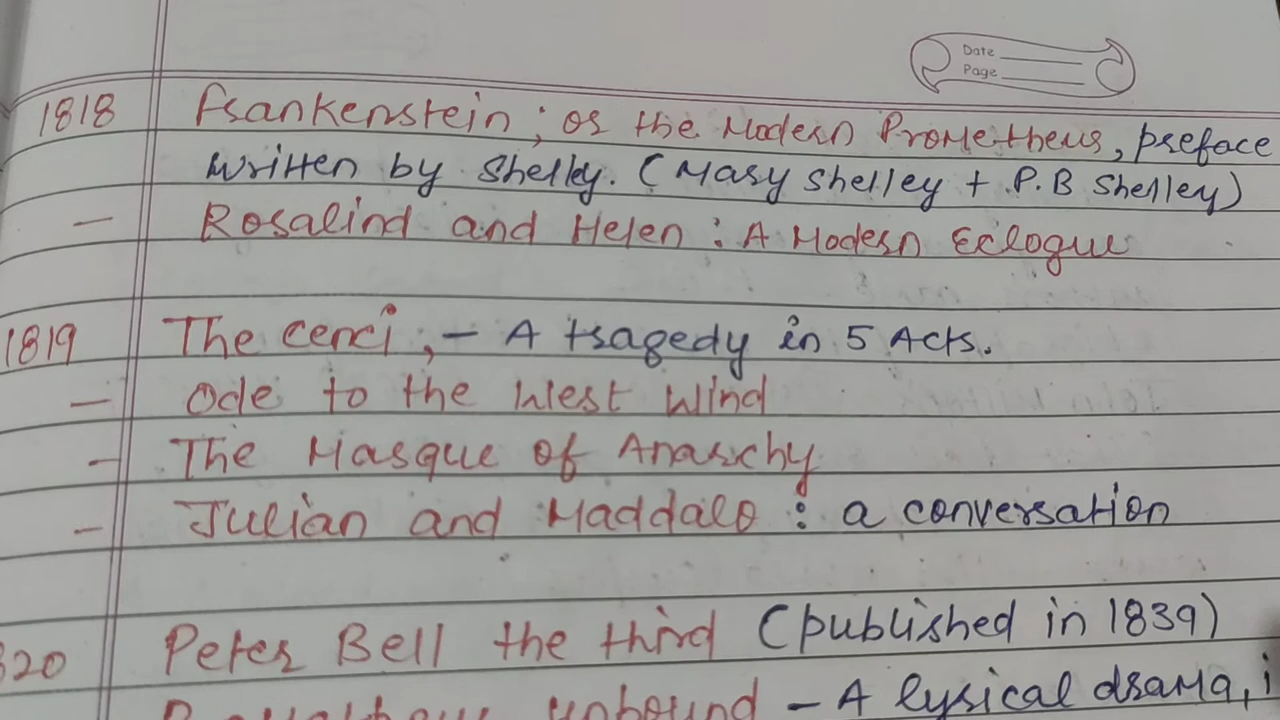 Date
Page
1818 Frankenstein; or the Modern Prometheus, preface
written by Shelley. (Mary Shelley + P.B Shelley)
— Rosalind and Helen : A Modern Eclogue
1819 The Cenci, - A tragedy in 5 Acts.
— Ode to the West Wind
— The Masque of Anarchy
— Julian and Maddalo : a conversation
820 Peter Bell the third (published in 1839)
unbound - A lyrical drama, i